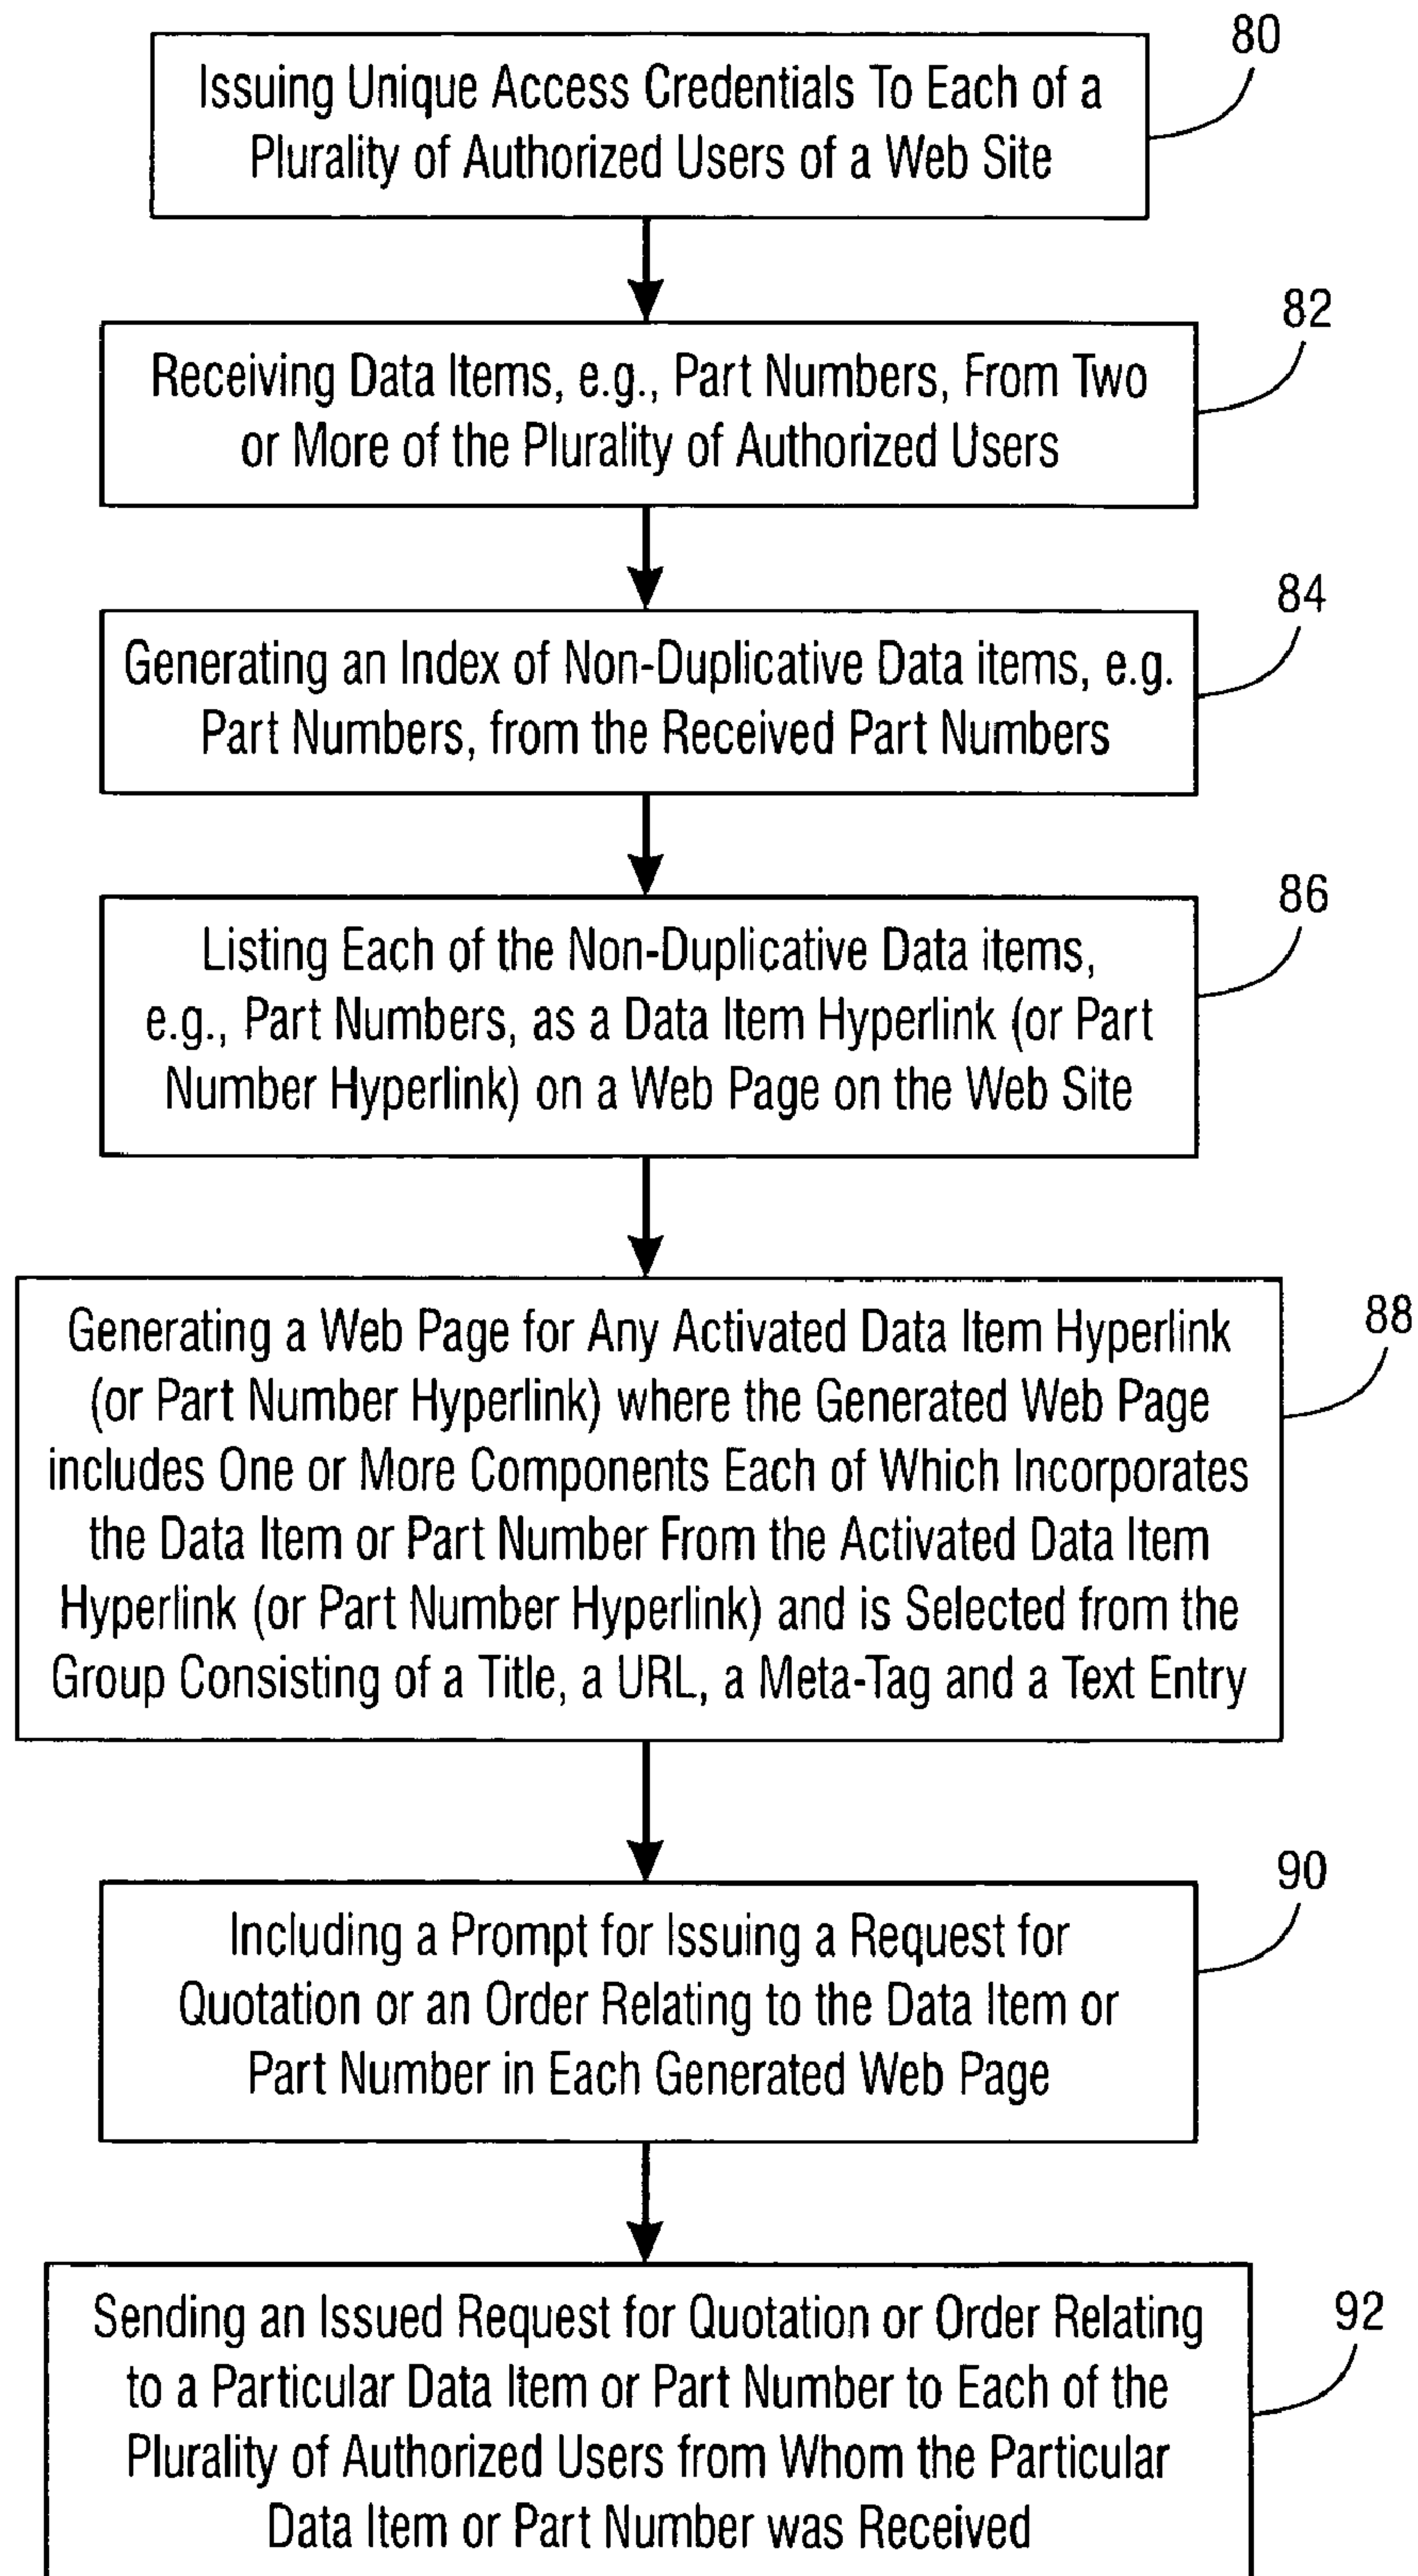 80
Issuing Unique Access Credentials To Each of a
Plurality of Authorized Users of a Web Site
82
Receiving Data Items, e.g., Part Numbers, From Two
or More of the Plurality of Authorized Users
84
Generating an Index of Non-Duplicative Data items, e.g.
Part Numbers, from the Received Part Numbers
86
Listing Each of the Non-Duplicative Data items,
e.g., Part Numbers, as a Data Item Hyperlink (or Part
Number Hyperlink) on a Web Page on the Web Site
88
Generating a Web Page for Any Activated Data Item Hyperlink
(or Part Number Hyperlink) where the Generated Web Page
includes One or More Components Each of Which Incorporates
the Data Item or Part Number From the Activated Data Item
Hyperlink (or Part Number Hyperlink) and is Selected from the
Group Consisting of a Title, a URL, a Meta-Tag and a Text Entry
90
Including a Prompt for Issuing a Request for
Quotation or an Order Relating to the Data Item or
Part Number in Each Generated Web Page
92
Sending an Issued Request for Quotation or Order Relating
to a Particular Data Item or Part Number to Each of the
Plurality of Authorized Users from Whom the Particular
Data Item or Part Number was Received